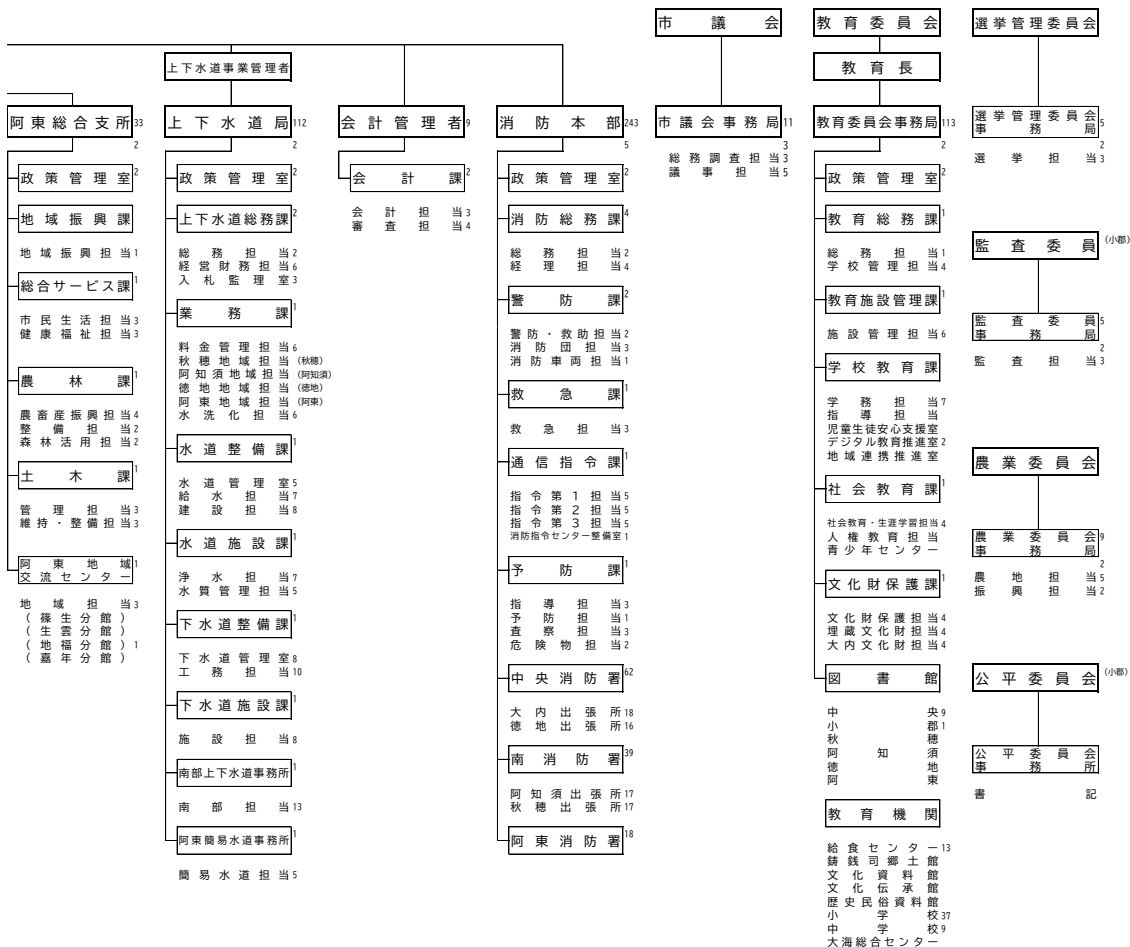 阿東総合支所33
2
政策管理室2
地域振興課
地域振興担当1
総合サービス課1
市民生活担当3
健康福祉担当3
農林課1
農畜産振興担当4
整備担当2
森林活用担当2
土木課1
管理担当3
維持・整備担当3
阿東地域1
交流センター
地域担当3
(篠生分館)
(生雲分館)
(地福分館)1
(嘉年分館)
上下水道事業管理者
上下水道局112
2
政策管理室2
上下水道総務課2
総務担当2
経営財務担当6
入札監理室3
業務課1
料金管理担当6
秋穂地域担当(秋穂)
阿知須地域担当(阿知須)
徳地地域担当(徳地)
阿東地域担当(阿東)
水洗化担当6
水道整備課1
水道管理室5
給水担当7
建設担当8
水道施設課1
浄水担当7
水質管理担当5
下水道整備課1
下水道管理室8
工務担当10
下水道施設課1
施設担当8
南部上下水道事務所1
南部担当13
阿東簡易水道事務所1
簡易水道担当5
会計管理者9
会計課2
会計担当3
審査担当4
消防本部243
5
政策管理室2
消防総務課4
総務担当2
経理担当4
警防課2
警防・救助担当2
消防団担当3
消防車両担当1
救急課1
救急担当3
通信指令課1
指令第1担当5
指令第2担当5
指令第3担当5
消防指令センター整備室1
予防課1
指導担当3
予防担当1
査察担当3
危険物担当2
中央消防署62
大内出張所18
徳地出張所16
南消防署39
阿知須出張所17
秋穂出張所17
阿東消防署18
市議会
市議会事務局11
3
総務調査担当3
議事担当5
教育委員会
教育長
教育委員会事務局113
2
政策管理室2
教育総務課1
総務担当1
学校管理担当4
教育施設管理課1
施設管理担当6
学校教育課1
学務担当7
指導担当
児童生徒安心支援室
デジタル教育推進室2
地域連携推進室
社会教育課1
社会教育・生涯学習担当4
人権教育担当
青少年センター
文化財保護課1
文化財保護担当4
埋蔵文化財担当4
大内文化財担当4
図書館
中央9
小郡1
秋穂
阿知須
徳地
阿東
教育機関
給食センター13
鋳銭司郷土館
文化資料館
文化伝承館
歴史民俗資料館
小学校37
中学校9
大海総合センター
選挙管理委員会
選挙管理委員会5
事務局
2
選挙担当3
監査委員(小郡)
監査委員5
事務局
2
監査担当3
農業委員会
農業委員会9
事務局
2
農地担当5
振興担当2
公平委員会(小郡)
公平委員会
事務所
書記